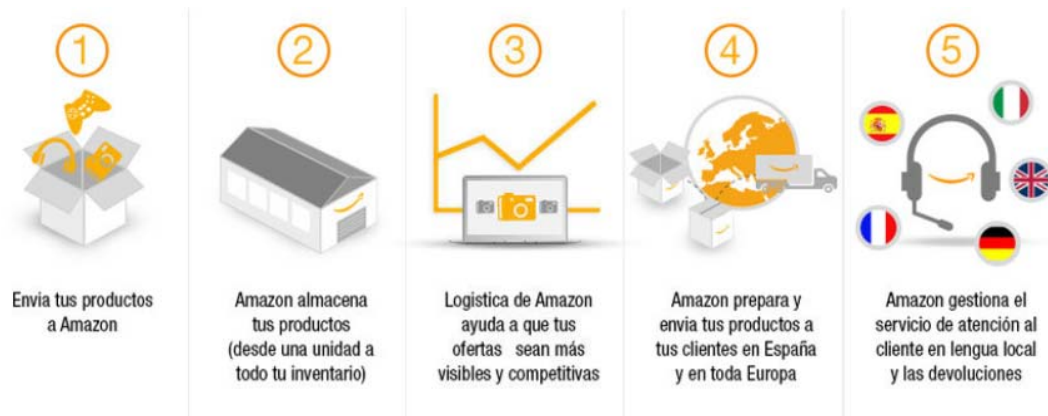 1
Envia tus productos
a Amazon
2
Amazon almacena
tus productos
(desde una unidad a
todo tu inventario)
3
Logistica de Amazon
ayuda a que tus
ofertas sean más
visibles y competitivas
4
Amazon prepara y
envia tus productos a
tus clientes en España
y en toda Europa
5
Amazon gestiona el
servicio de atención al
cliente en lengua local
y las devoluciones